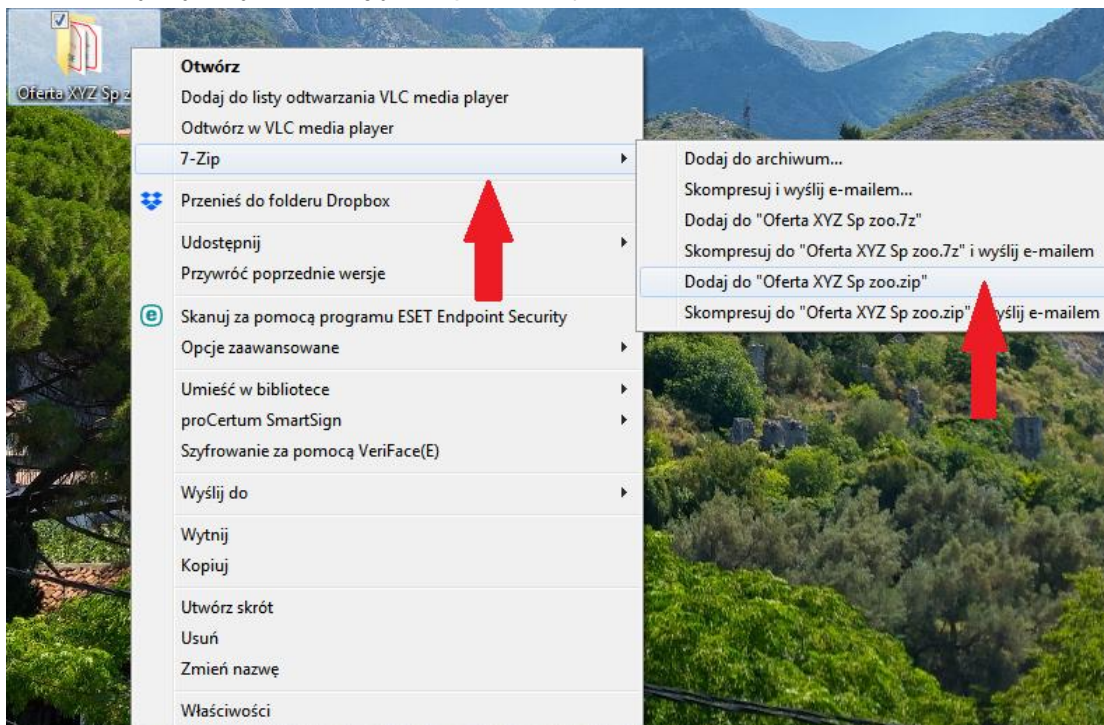 Oferta XYZ Sp
Otwórz
Dodaj do listy odtwarzania VLC media player
Odtwórz w VLC media player
7-Zip
Przenieś do folderu Dropbox
Udostępnij
Przywróć poprzednie wersje
Skanuj za pomocą programu ESET Endpoint Security
Opcje zaawansowane
Umieść w bibliotece
proCertum SmartSign
Szyfrowanie za pomocą VeriFace(E)
Wyślij do
Wytnij
Kopiuj
Utwórz skrót
Usuń
Zmień nazwę
Właściwości
Dodaj do archiwum...
Skompresuj i wyślij e-mailem...
Dodaj do "Oferta XYZ Sp zoo.7z"
Skompresuj do "Oferta XYZ Sp zoo.7z" i wyślij e-mailem
Dodaj do "Oferta XYZ Sp zoo.zip"
Skompresuj do "Oferta XYZ Sp zoo.zip" wyślij e-mailem